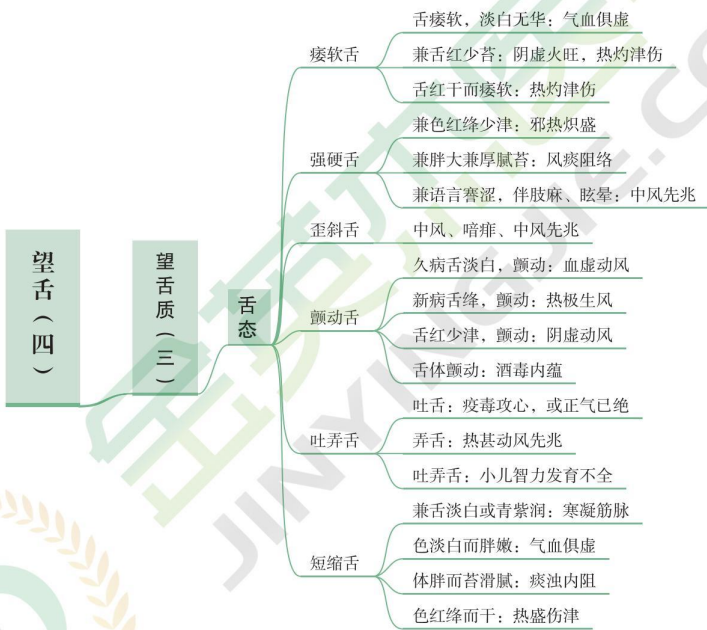 望舌（四）
望舌质（三）
舌态
痿软舌
舌痿软，淡白无华：气血俱虚
兼舌红少苔：阴虚火旺，热灼津伤
舌红干而痿软：热灼津伤
强硬舌
兼色红绛少津：邪热炽盛
兼胖大兼厚腻苔：风痰阻络
兼语言謇涩，伴肢麻、眩晕：中风先兆
歪斜舌
中风、喑痱、中风先兆
颤动舌
久病舌淡白，颤动：血虚动风
新病舌绛，颤动：热极生风
舌红少津，颤动：阴虚动风
舌体颤动：酒毒内蕴
吐弄舌
吐舌：疫毒攻心，或正气已绝
弄舌：热甚动风先兆
吐弄舌：小儿智力发育不全
短缩舌
兼舌淡白或青紫润：寒凝筋脉
色淡白而胖嫩：气血俱虚
体胖而苔滑腻：痰浊内阻
色红绛而干：热盛伤津
金英杰医
JINYINGJIE.CO